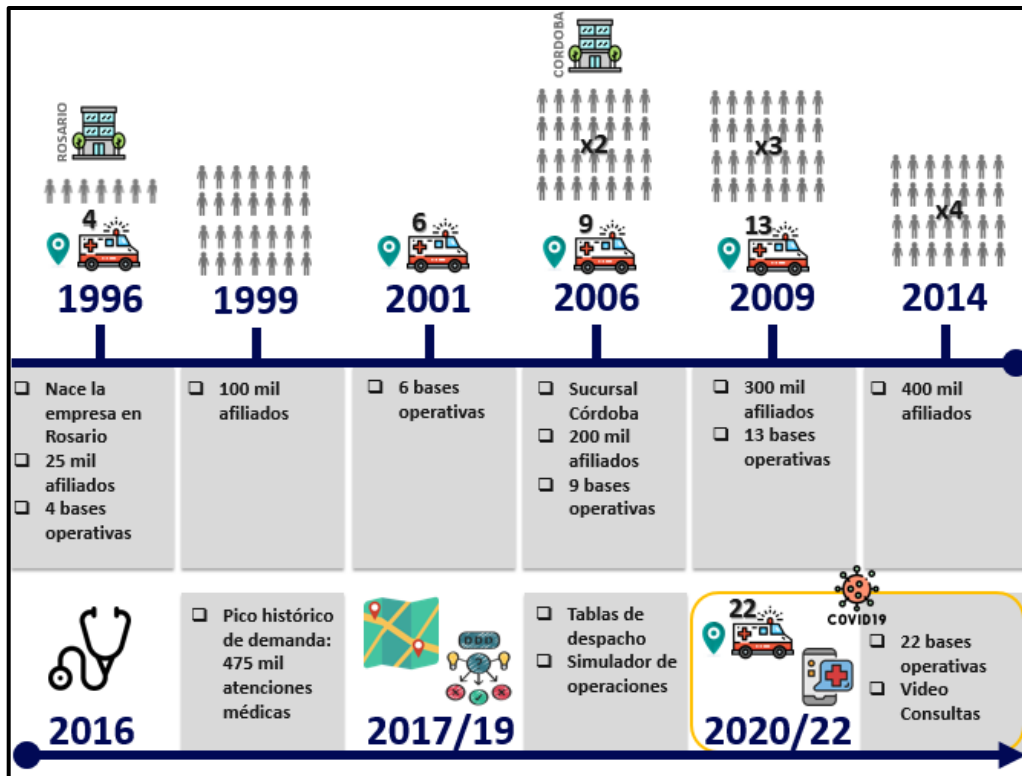 ROSARIO
4
1996
1999
6
2001
CORDOBA
x2
9
2006
x3
13
2009
x4
2014
❑ Nace la
empresa en
Rosario
❑ 25 mil
afiliados
❑ 4 bases
operativas
❑ 100 mil
afiliados
❑ 6 bases
operativas
❑ Sucursal
Córdoba
❑ 200 mil
afiliados
❑ 9 bases
operativas
❑ 300 mil
afiliados
❑ 13 bases
operativas
❑ 400 mil
afiliados
2016
❑ Pico histórico
de demanda:
475 mil
atenciones
médicas
2017/19
❑ Tablas de
despacho
❑ Simulador de
operaciones
22
2020/22
COVID19
❑ 22 bases
operativas
❑ Video
Consultas